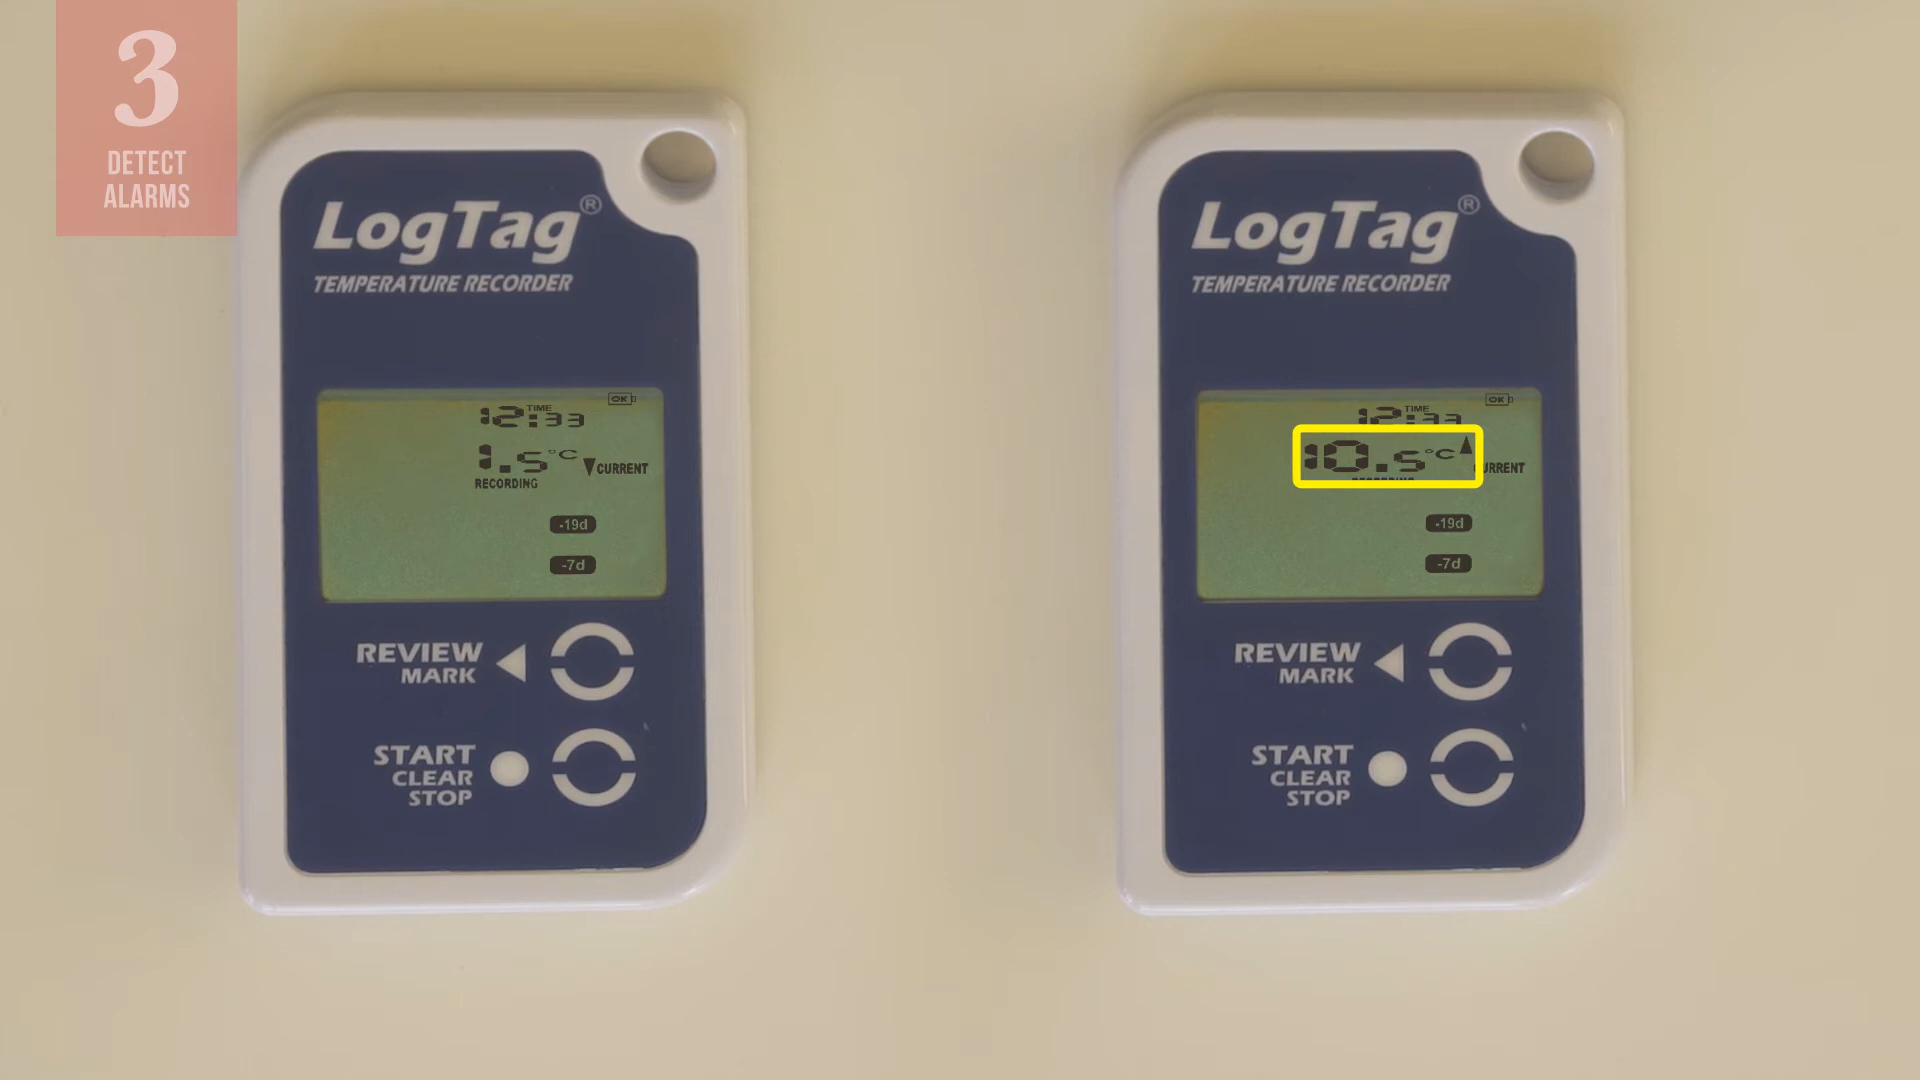 3
DETECT
ALARMS
LogTag®
TEMPERATURE RECORDER
OK
TIME
12:33
1.5°C ▼CURRENT
RECORDING
-19d
-7d
REVIEW
MARK
START
CLEAR
STOP
LogTag®
TEMPERATURE RECORDER
OK
TIME
12:33
10.5°C▲
URRENT
-19d
-7d
REVIEW
MARK
START
CLEAR
STOP